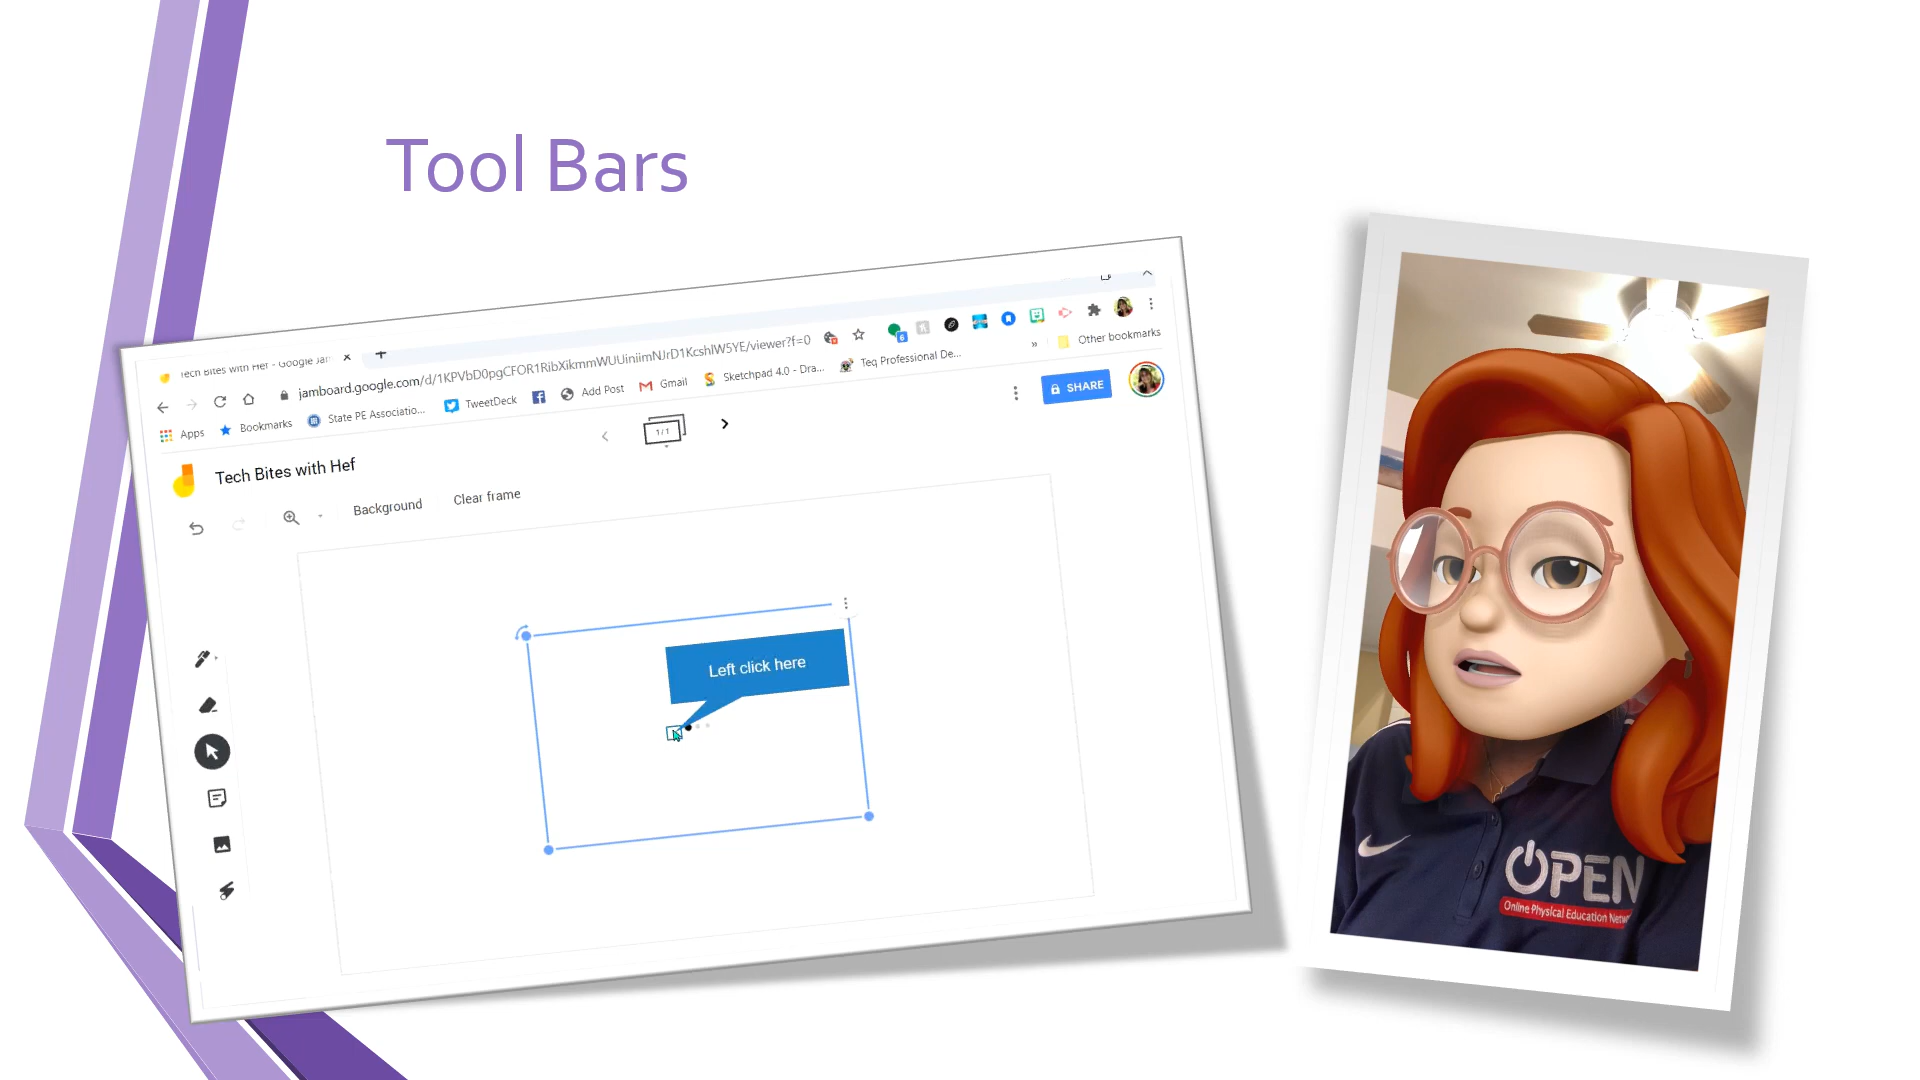 Tool Bars
Tech Bites with Hef - Google Jam
jamboard.google.com/d/1KPVbD0pgCFOR1RibXikmmWUUiniimNJrD1KcshlW5YE/viewer?f=0
Apps
Bookmarks
State PE Associatio...
TweetDeck
Add Post
Gmail
Sketchpad 4.0 - Dra...
Teq Professional De...
»
Other bookmarks
6
1/1
SHARE
Tech Bites with Hef
Background
Clear frame
Left click here
OPEN
Online Physical Education Netw